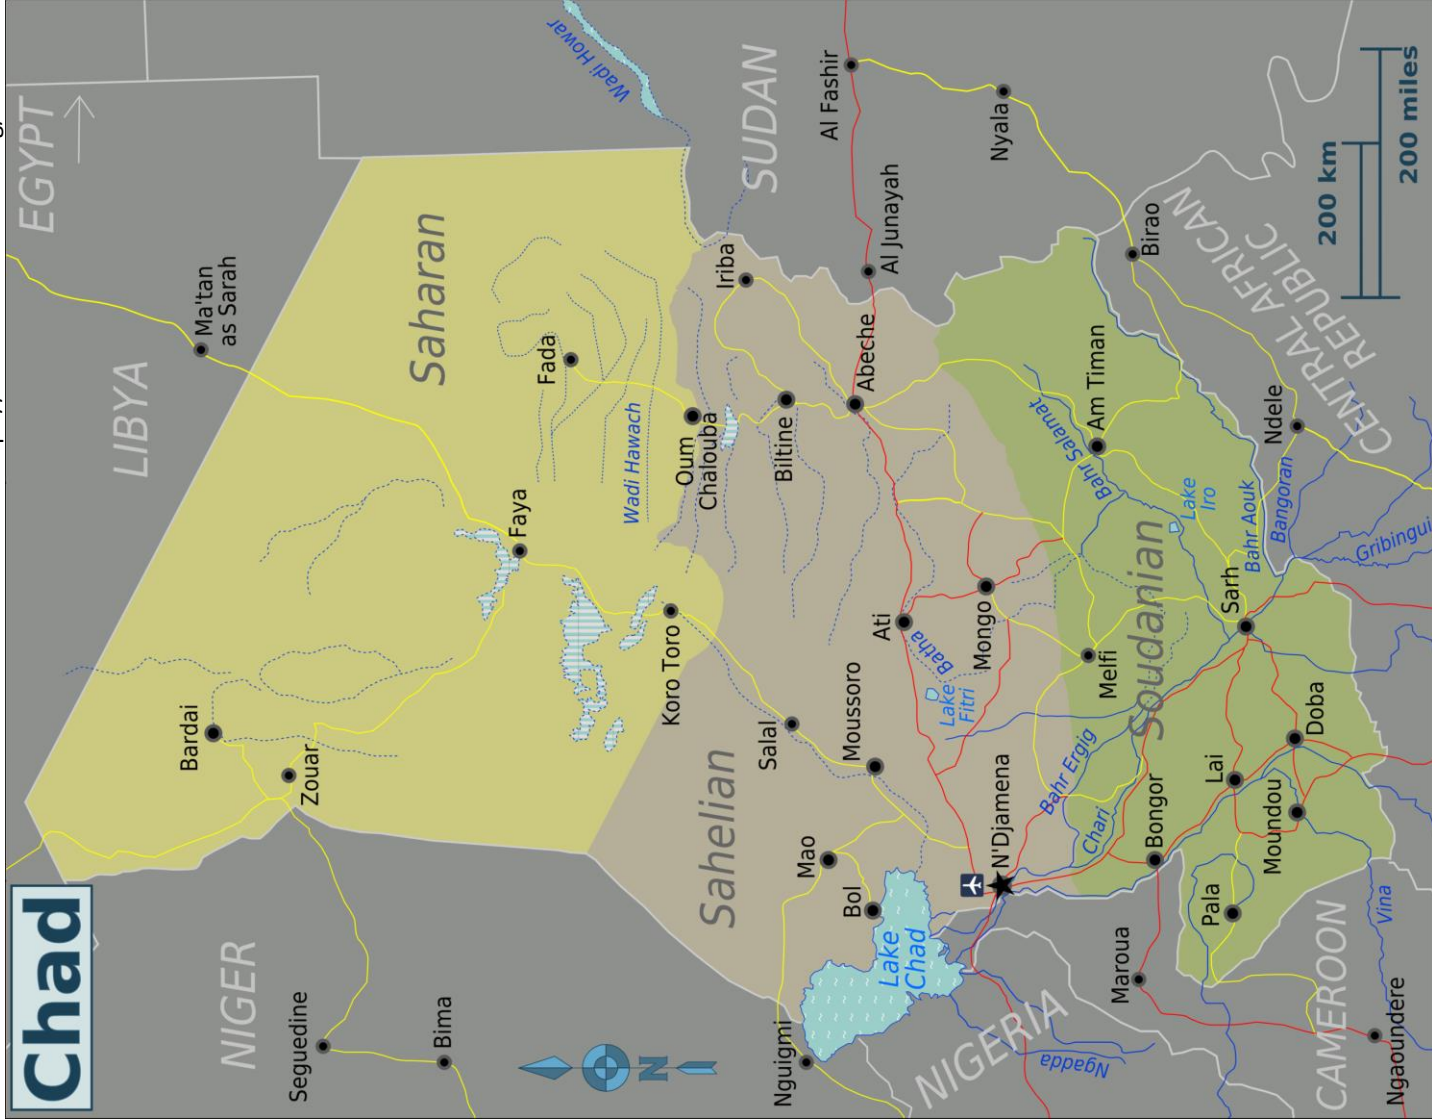 Chad
EGYPT
LIBYA
NIGER
SUDAN
NIGERIA
CAMEROON
CENTRAL AFRICAN
REPUBLIC
Saharan
Sahelian
Soudanian
Ma'tan
as Sarah
Bardai
Zouar
Seguedine
Bima
Faya
Fada
Wadi Howar
Wadi Hawach
Koro Toro
Oum
Chalouba
Iriba
Biltine
Abeche
Al Junayah
Al Fashir
Nyala
Salal
Moussoro
Mao
Bol
Nguigmi
Lake
Chad
N
N'Djamena
Ati
Batha
Lake
Fitri
Mongo
Melfi
Am Timan
Bahr Salamat
Lake
Iro
Bahr Aouk
Birao
Ndele
Bangoran
Gribingui
Sarh
Bahr Ergig
Chari
Bongor
Lai
Doba
Moundou
Pala
Maroua
Ngadda
Vina
Ngaoundere
200 km
200 miles